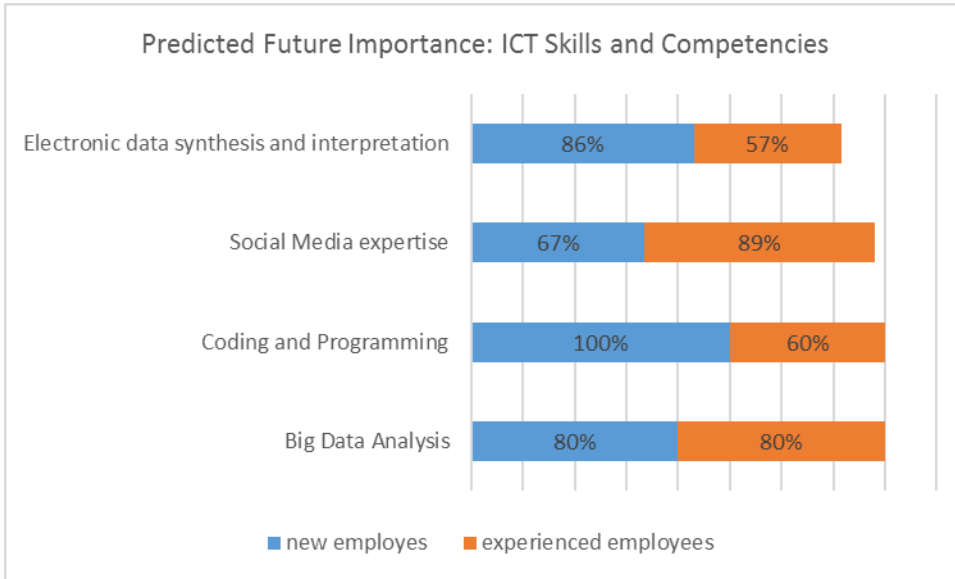 Predicted Future Importance: ICT Skills and Competencies
Electronic data synthesis and interpretation
86%
57%
Social Media expertise
67%
89%
Coding and Programming
100%
60%
Big Data Analysis
80%
80%
new employes
experienced employees